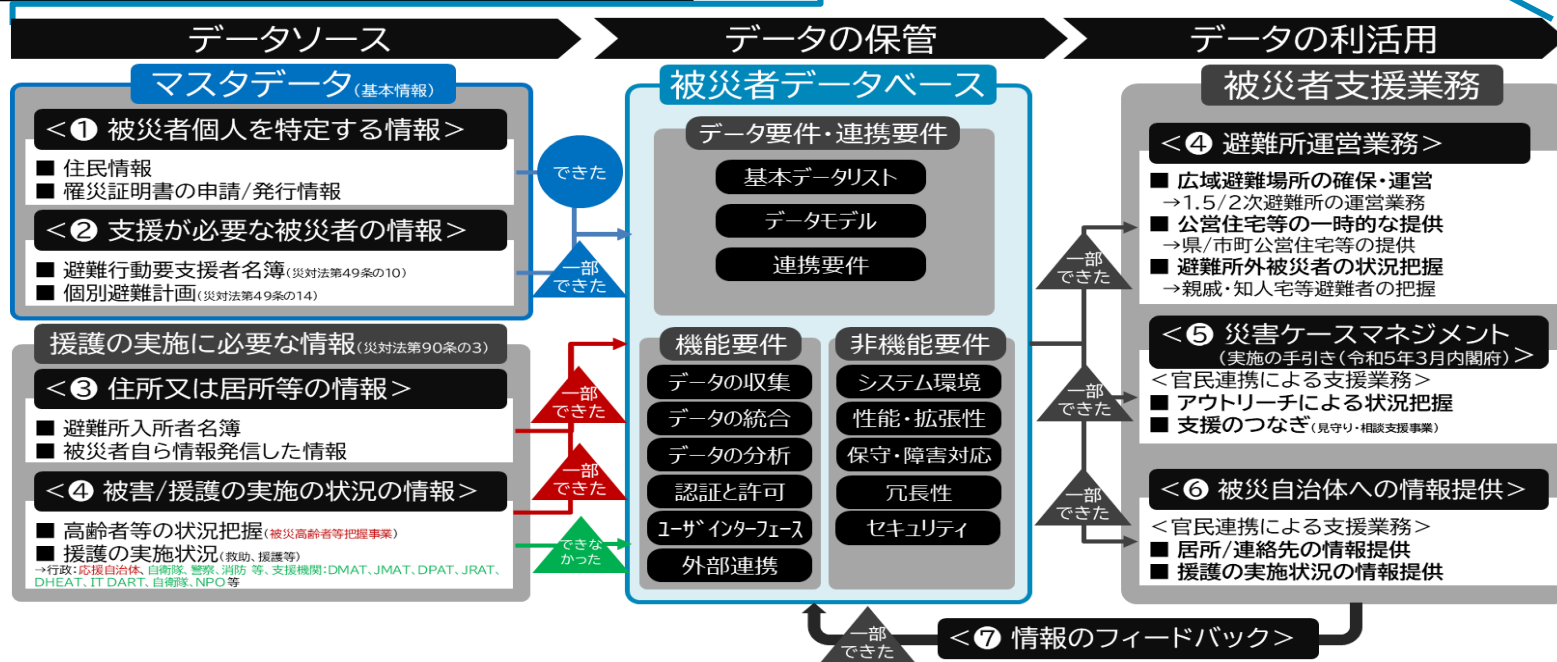 データソース
データの保管
データの利活用
マスタデータ(基本情報)
<❶ 被災者個人を特定する情報>
■ 住民情報
■ 罹災証明書の申請/発行情報
<❷ 支援が必要な被災者の情報>
■ 避難行動要支援者名簿(災対法第49条の10)
■ 個別避難計画(災対法第49条の14)
援護の実施に必要な情報(災対法第90条の3)
<❸ 住所又は居所等の情報>
■ 避難所入所者名簿
■ 被災者自ら情報発信した情報
<❹ 被害/援護の実施の状況の情報>
■ 高齢者等の状況把握(被災高齢者等把握事業)
■ 援護の実施状況(救助、援護等)
→行政:応援自治体、自衛隊、警察、消防 等、支援機関:DMAT、JMAT、DPAT、JRAT、
DHEAT、IT DART、自衛隊、NPO等
できた
一部
できた
一部
できた
一部
できた
できな
かった
被災者データベース
データ要件・連携要件
基本データリスト
データモデル
連携要件
機能要件
データの収集
データの統合
データの分析
認証と許可
ユーザインターフェース
外部連携
非機能要件
システム環境
性能・拡張性
保守・障害対応
冗長性
セキュリティ
一部
できた
一部
できた
一部
できた
被災者支援業務
<❹ 避難所運営業務>
■ 広域避難場所の確保・運営
→1.5/2次避難所の運営業務
■ 公営住宅等の一時的な提供
→県/市町公営住宅等の提供
■ 避難所外被災者の状況把握
→親戚・知人宅等避難者の把握
<❺ 災害ケースマネジメント
(実施の手引き(令和5年3月内閣府)>
<官民連携による支援業務>
■ アウトリーチによる状況把握
■ 支援のつなぎ(見守り・相談支援事業)
<❻ 被災自治体への情報提供>
<官民連携による支援業務>
■ 居所/連絡先の情報提供
■ 援護の実施状況の情報提供
一部
できた
<❼ 情報のフィードバック>